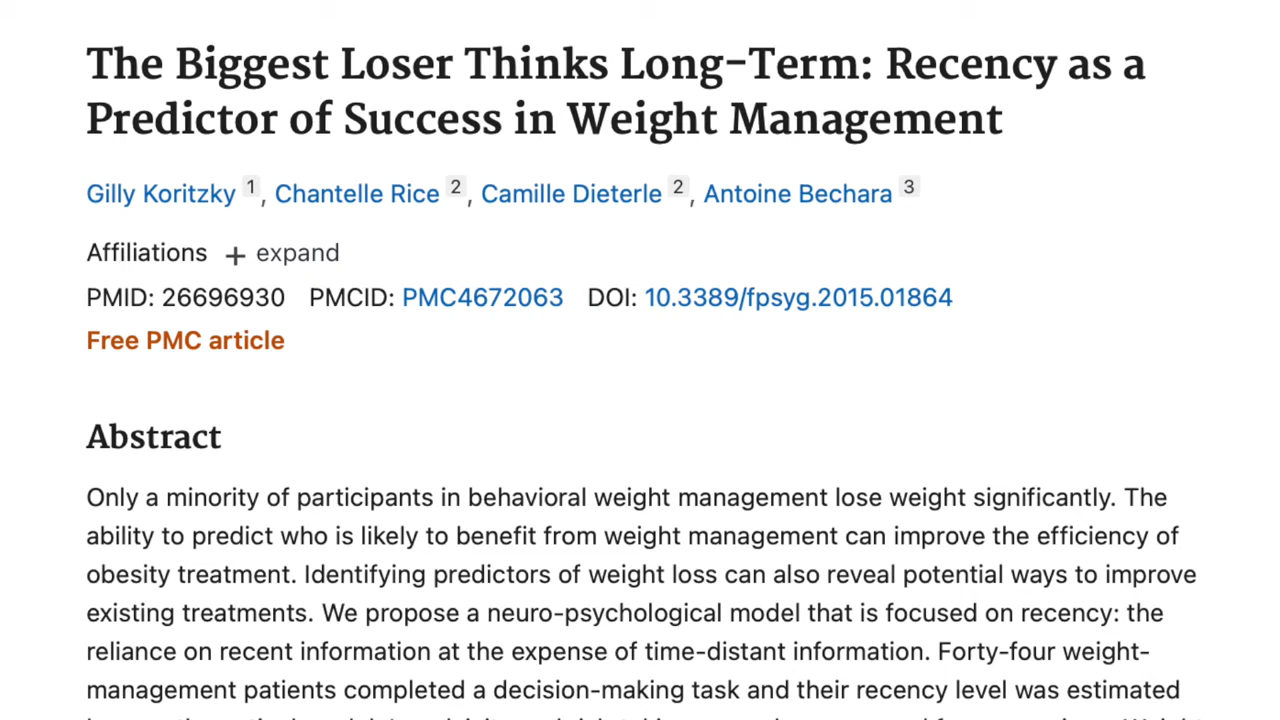 The Biggest Loser Thinks Long-Term: Recency as a
Predictor of Success in Weight Management
Gilly Koritzky 1, Chantelle Rice 2, Camille Dieterle 2, Antoine Bechara 3
Affiliations + expand
PMID: 26696930 PMCID: PMC4672063 DOI: 10.3389/fpsyg.2015.01864
Free PMC article
Abstract
Only a minority of participants in behavioral weight management lose weight significantly. The
ability to predict who is likely to benefit from weight management can improve the efficiency of
obesity treatment. Identifying predictors of weight loss can also reveal potential ways to improve
existing treatments. We propose a neuro-psychological model that is focused on recency: the
reliance on recent information at the expense of time-distant information. Forty-four weight-
management patients completed a decision-making task and their recency level was estimated